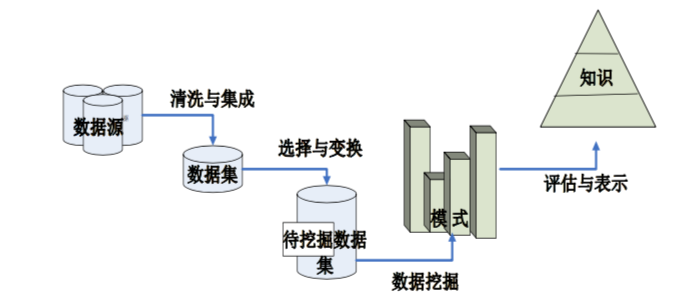 数据源
清洗与集成
数据集
选择与变换
待挖掘数据
集
数据挖掘
模式
评估与表示
知识